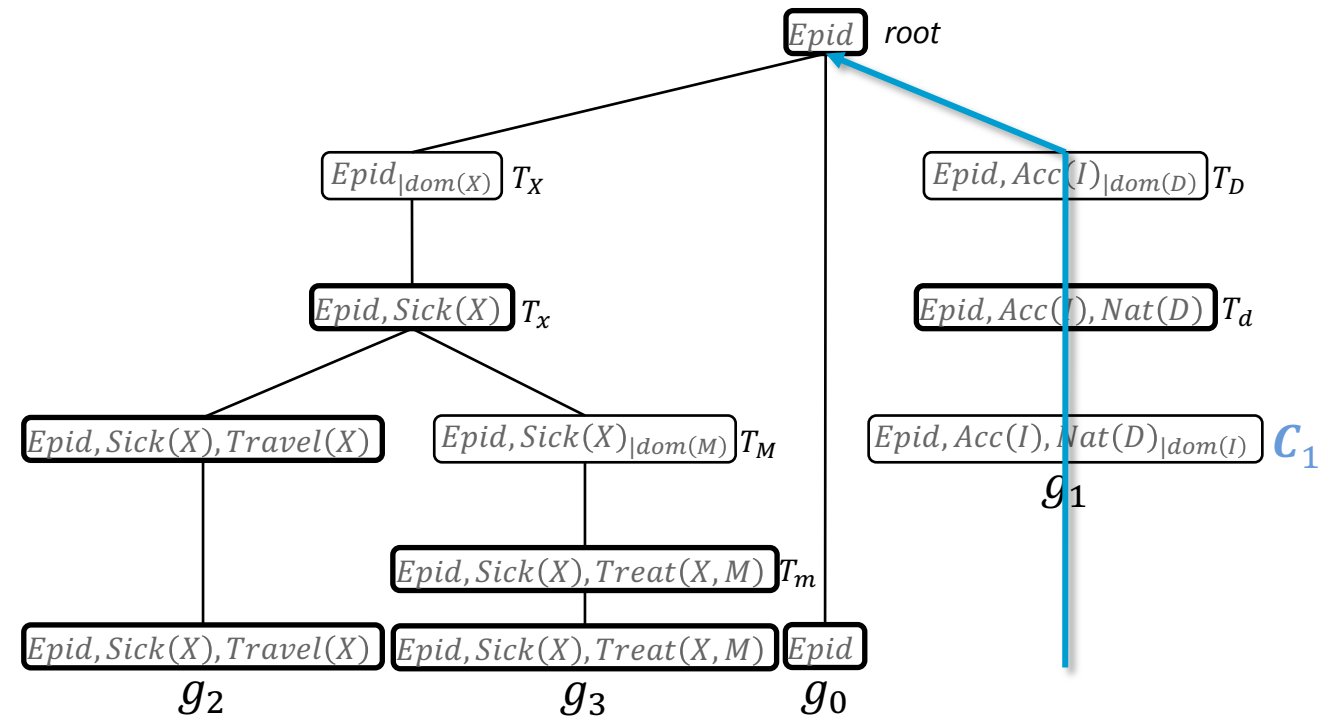 Epid root
Epid|dom(X) T_X
Epid, Acc(I)|dom(D) T_D
Epid, Sick(X) T_x
Epid, Acc(I), Nat(D) T_d
Epid, Sick(X), Travel(X)
Epid, Sick(X)|dom(M) T_M
Epid, Acc(I), Nat(D)|dom(I) C_1
g_1
Epid, Sick(X), Treat(X, M) T_m
Epid, Sick(X), Travel(X)
Epid, Sick(X), Treat(X, M)
Epid
g_2
g_3
g_0